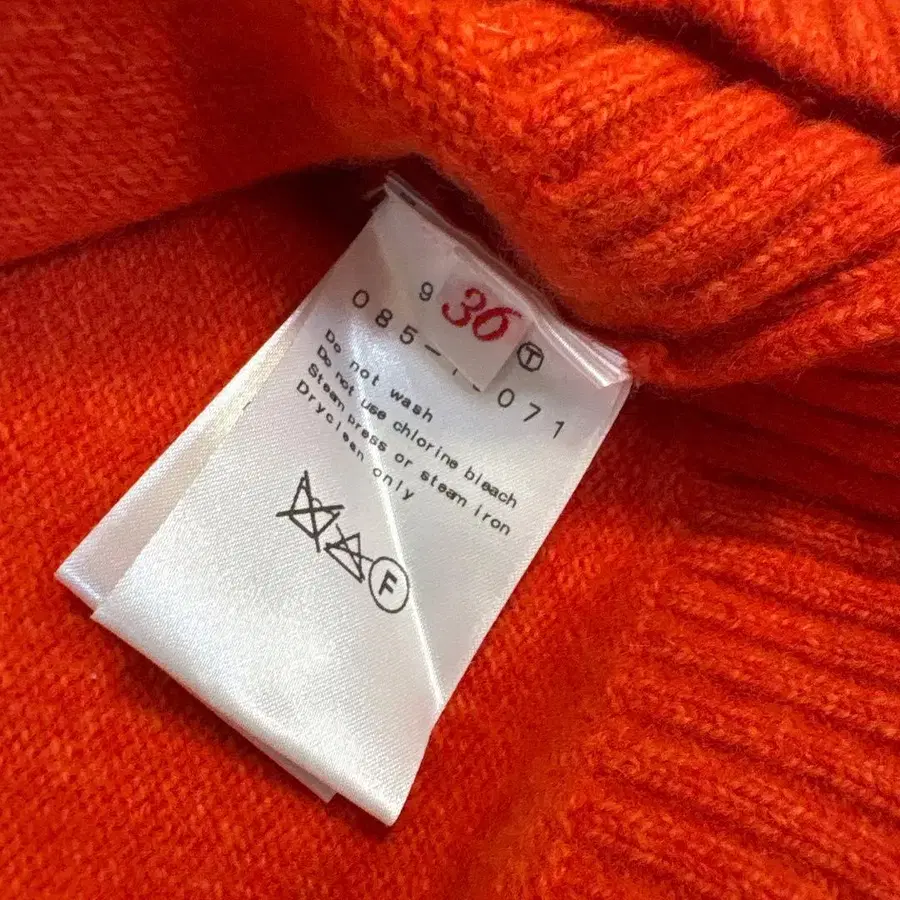 9
36
Ⓣ
085-1 071
Do not wash
Do not use chlorine bleach
Steam press or steam iron
Dryclean only
F